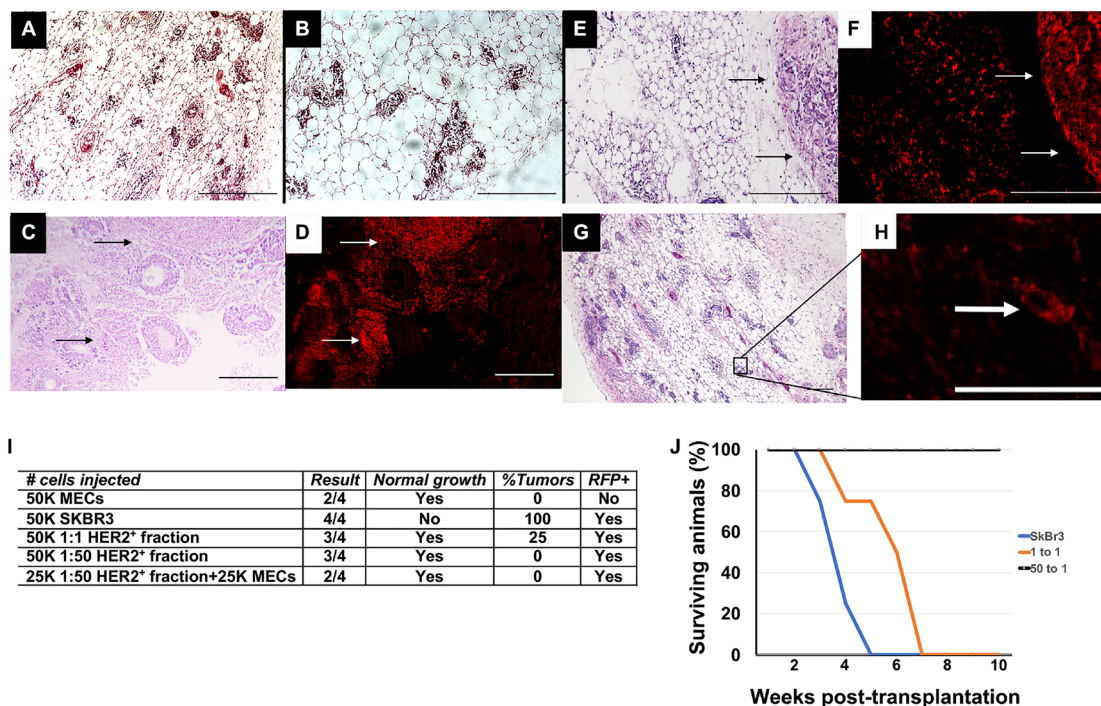 A
B
E
F
C
D
G
H
I
# cells injected Result Normal growth %Tumors RFP+
50K MECs 2/4 Yes 0 No
50K SKBR3 4/4 No 100 Yes
50K 1:1 HER2⁺ fraction 3/4 Yes 25 Yes
50K 1:50 HER2⁺ fraction 3/4 Yes 0 Yes
25K 1:50 HER2⁺ fraction+25K MECs 2/4 Yes 0 Yes
J
Surviving animals (%)
100
80
60
40
20
0
2 4 6 8 10
Weeks post-transplantation
SkBr3
1 to 1
50 to 1